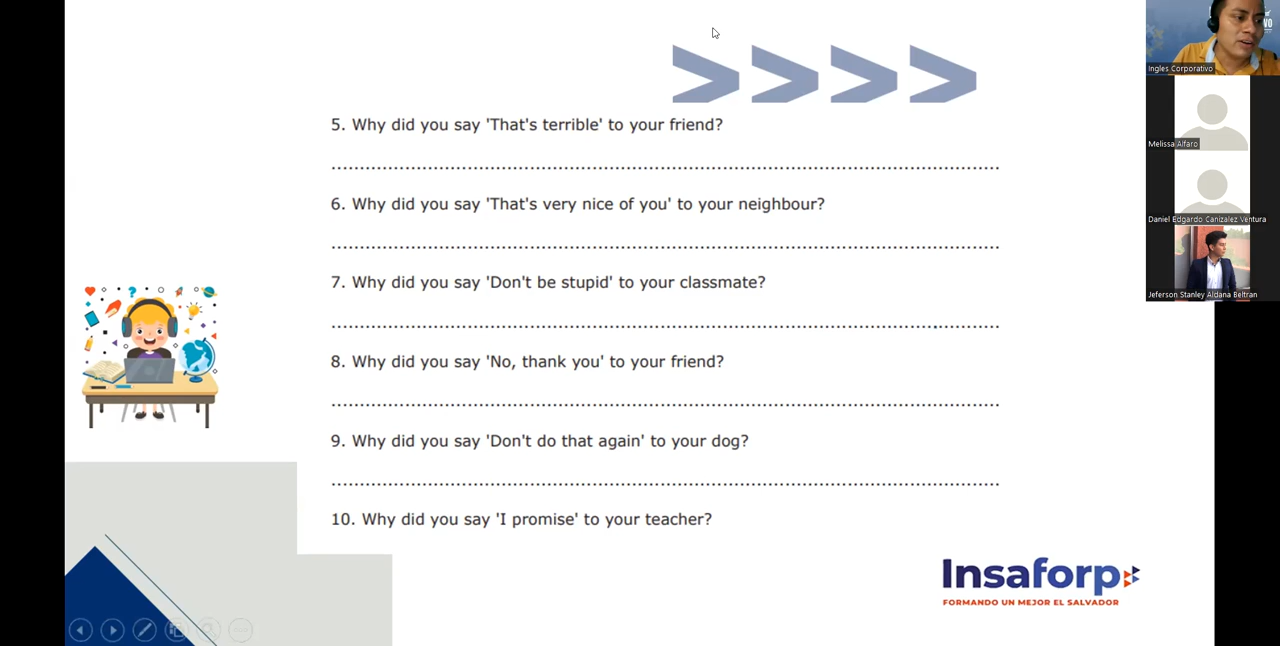 5. Why did you say 'That's terrible' to your friend?
6. Why did you say 'That's very nice of you' to your neighbour?
7. Why did you say 'Don't be stupid' to your classmate?
8. Why did you say 'No, thank you' to your friend?
9. Why did you say 'Don't do that again' to your dog?
10. Why did you say 'I promise' to your teacher?
Insaforp
FORMANDO UN MEJOR EL SALVADOR
Ingles Corporativo
Melissa Alfaro
Daniel Edgardo Canizalez Ventura
Jeferson Stanley Aldana Beltran